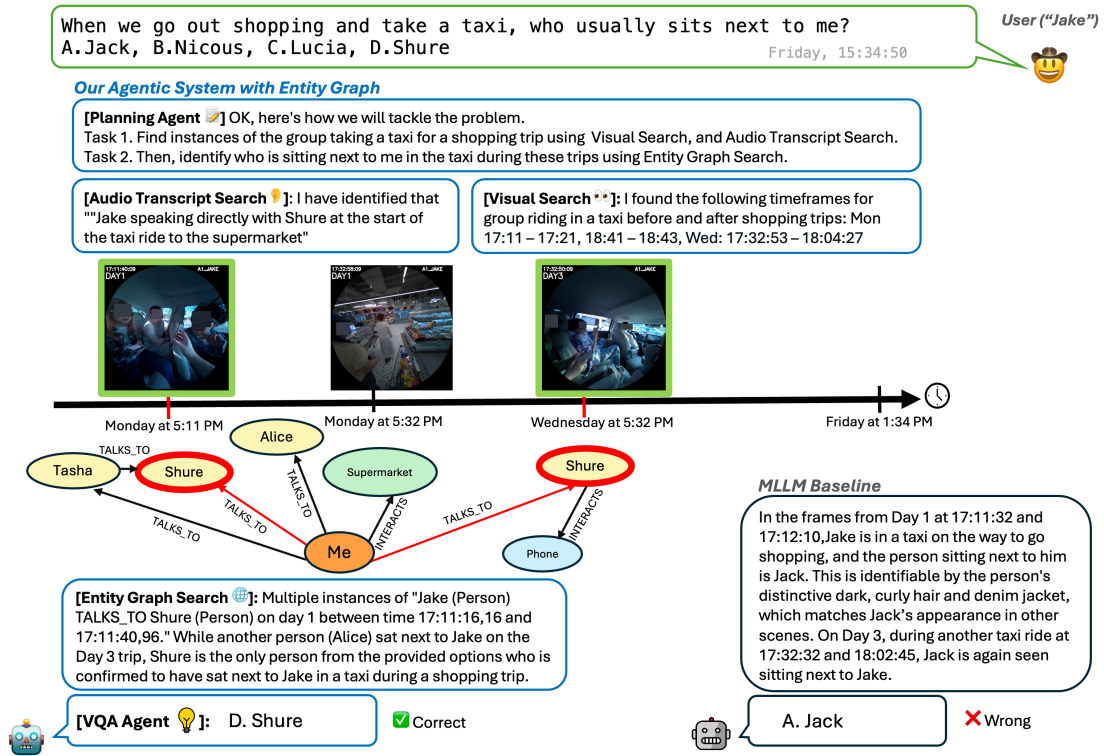 When we go out shopping and take a taxi, who usually sits next to me?
A.Jack, B.Nicous, C.Lucia, D.Shure
Friday, 15:34:50
User ("Jake")
Our Agentic System with Entity Graph
[Planning Agent 📝] OK, here's how we will tackle the problem.
Task 1. Find instances of the group taking a taxi for a shopping trip using Visual Search, and Audio Transcript Search.
Task 2. Then, identify who is sitting next to me in the taxi during these trips using Entity Graph Search.
[Audio Transcript Search 👂]: I have identified that
""Jake speaking directly with Shure at the start of
the taxi ride to the supermarket"
[Visual Search 👀]: I found the following timeframes for
group riding in a taxi before and after shopping trips: Mon
17:11 – 17:21, 18:41 – 18:43, Wed: 17:32:53 – 18:04:27
17:11:40:09 A1_JAKE
DAY1
17:32:58:09 A1_JAKE
DAY1
17:32:50:09 A1_JAKE
DAY3
Monday at 5:11 PM
Monday at 5:32 PM
Wednesday at 5:32 PM
Friday at 1:34 PM
Alice
TALKS_TO
Tasha
Shure
Supermarket
Shure
TALKS_TO
TALKS_TO
TALKS_TO
INTERACTS
TALKS_TO
INTERACTS
Me
Phone
[Entity Graph Search 🌐]: Multiple instances of "Jake (Person)
TALKS_TO Shure (Person) on day 1 between time 17:11:16,16 and
17:11:40,96." While another person (Alice) sat next to Jake on the
Day 3 trip, Shure is the only person from the provided options who is
confirmed to have sat next to Jake in a taxi during a shopping trip.
[VQA Agent 💡]: D. Shure
✅ Correct
MLLM Baseline
In the frames from Day 1 at 17:11:32 and
17:12:10,Jake is in a taxi on the way to go
shopping, and the person sitting next to him
is Jack. This is identifiable by the person's
distinctive dark, curly hair and denim jacket,
which matches Jack's appearance in other
scenes. On Day 3, during another taxi ride at
17:32:32 and 18:02:45, Jack is again seen
sitting next to Jake.
A. Jack
❌ Wrong